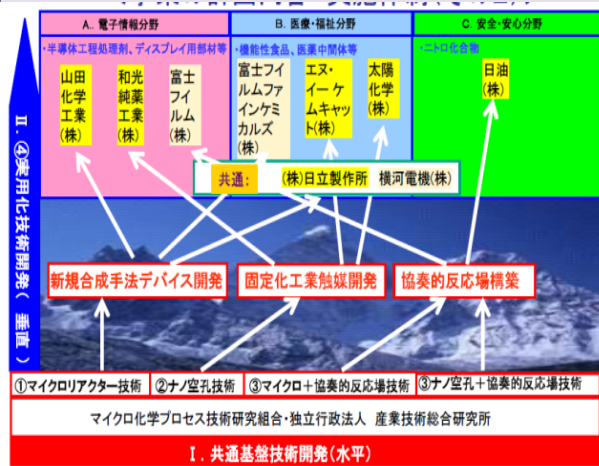 A. 電子情報分野
B. 医療・福祉分野
C. 安全・安心分野
・半導体工程処理剤、ディスプレイ用部材等
・機能性食品、医薬中間体等
・ニトロ化合物
山田
化学
工業
(株)
和光
純薬
工業
(株)
富士
フイ
ルム
(株)
富士フイ
ルムファ
インケミ
カルズ
(株)
エヌ・
イー ケ
ムキャッ
ト(株)
太陽
化学
(株)
日油
(株)
共通:
(株)日立製作所 横河電機(株)
Ⅱ. ④実用化技術開発( 垂直 )
新規合成手法デバイス開発
固定化工業触媒開発
協奏的反応場構築
①マイクロリアクター技術
②ナノ空孔技術
③マイクロ+協奏的反応場技術
③ナノ空孔+協奏的反応場技術
マイクロ化学プロセス技術研究組合・独立行政法人 産業技術総合研究所
Ⅰ. 共通基盤技術開発(水平)